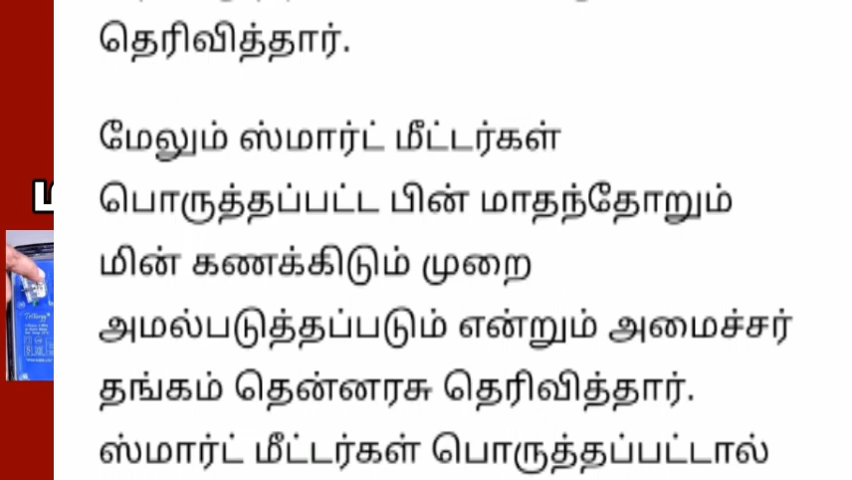 தெரிவித்தார்.
மேலும் ஸ்மார்ட் மீட்டர்கள்
பொருத்தப்பட்ட பின் மாதந்தோறும்
மின் கணக்கிடும் முறை
அமல்படுத்தப்படும் என்றும் அமைச்சர்
தங்கம் தென்னரசு தெரிவித்தார்.
ஸ்மார்ட் மீட்டர்கள் பொருத்தப்பட்டால்